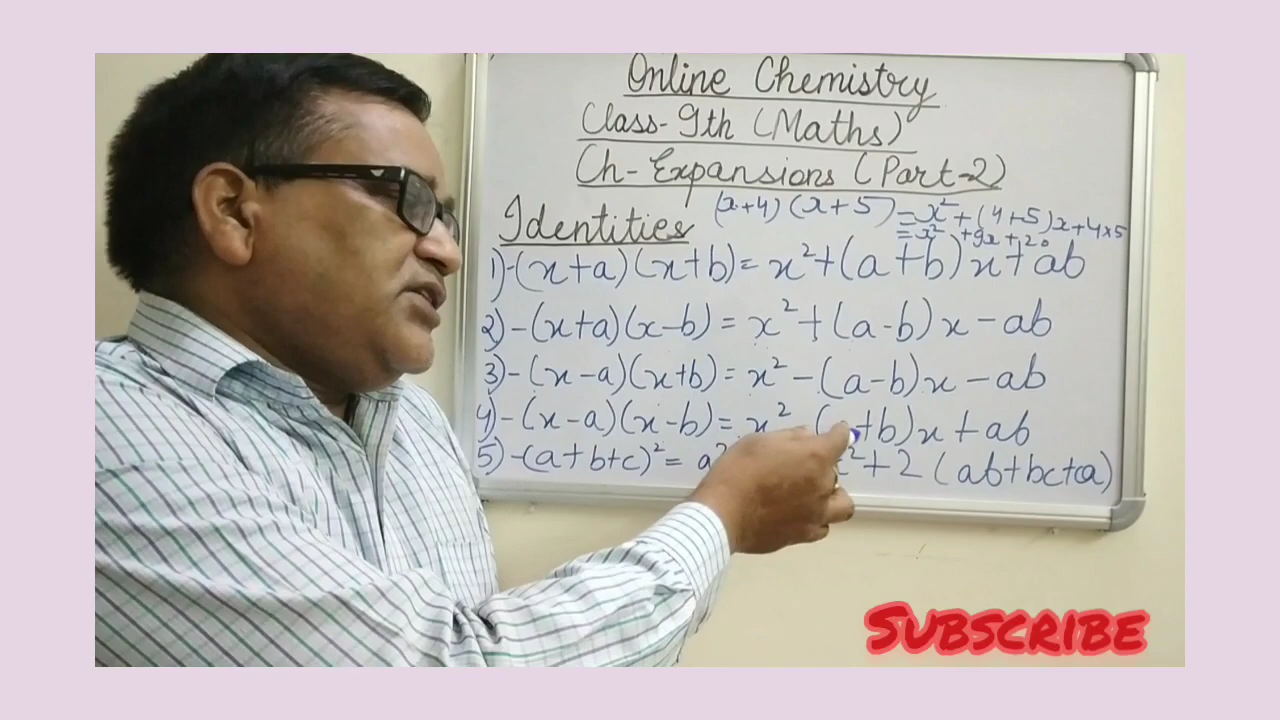 Online Chemistry
Class-9th (Maths)
Ch-Expansions (Part-2)
(x+4)(x+5) = x²+(4+5)x+4×5
= x²+9x+20
Identities
1)-(x+a)(x+b)= x²+(a+b)x+ab
2)-(x+a)(x-b)= x²+(a-b)x-ab
3)-(x-a)(x+b)= x²-(a-b)x-ab
4)-(x-a)(x-b)= x² (+b)x+ab
5)-(a+b+c)²= a² ²+2(ab+bc+ca)
SUBSCRIBE